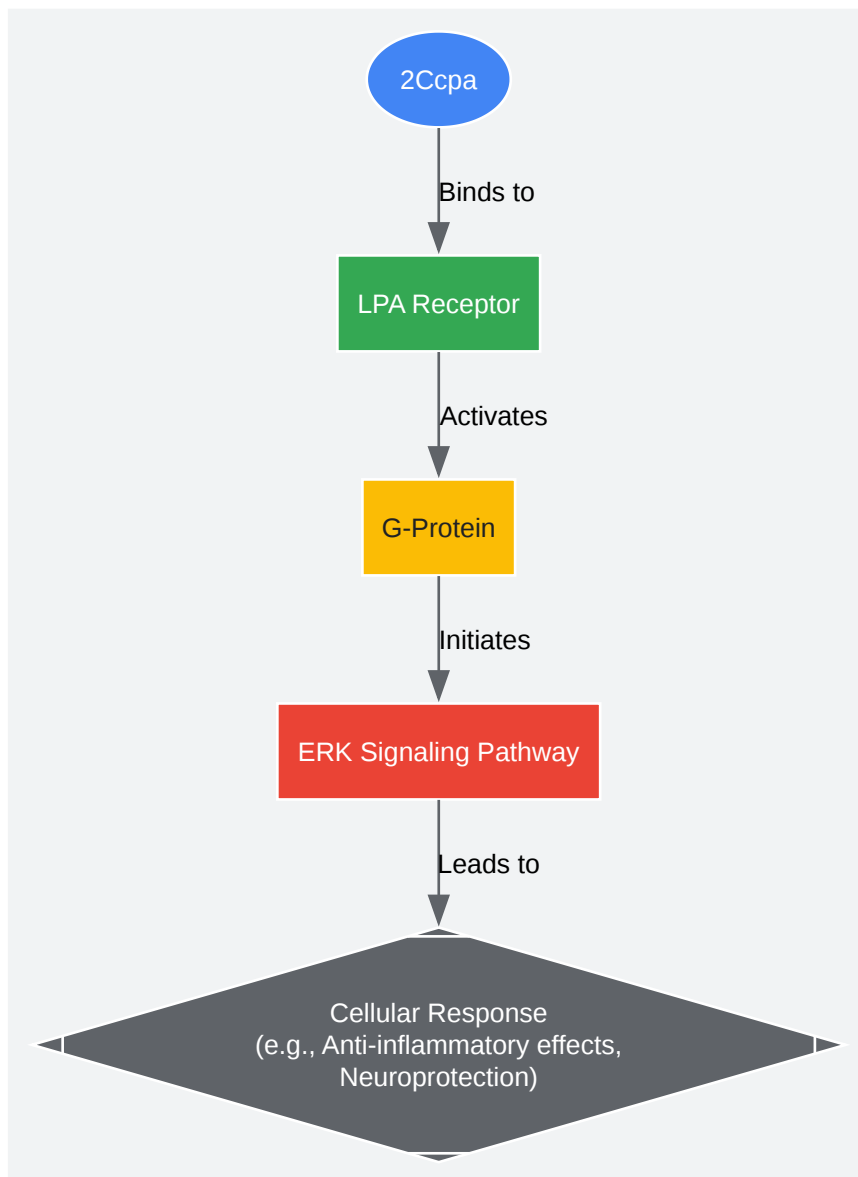 2Ccpa
Binds to
LPA Receptor
Activates
G-Protein
Initiates
ERK Signaling Pathway
Leads to
Cellular Response
(e.g., Anti-inflammatory effects,
Neuroprotection)